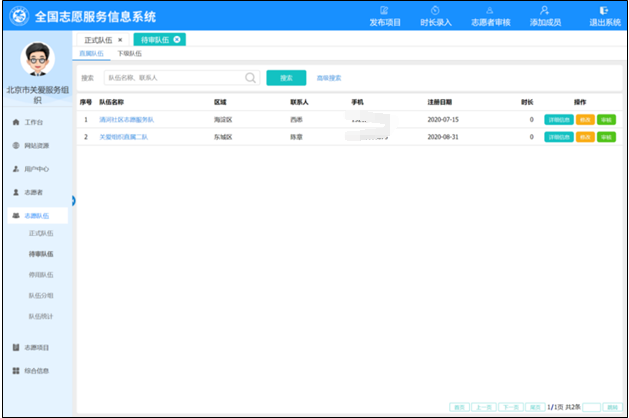 全国志愿服务信息系统
发布项目 时长录入 志愿者审核 添加成员 退出系统
北京市关爱服务组织
工作台
网站资源
用户中心
志愿者
志愿队伍
正式队伍
待审队伍
停用队伍
队伍分组
队伍统计
志愿项目
综合信息
正式队伍 × 待审队伍
直属队伍 下级队伍
搜索 队伍名称、联系人 搜索 高级搜索
序号 队伍名称 区域 联系人 手机 注册日期 时长 操作
1 清河社区志愿服务队 海淀区 西彬 2020-07-15 0 详细信息 修改 审核
2 关爱组织直属二队 东城区 陈章 2020-08-31 0 详细信息 修改 审核
首页 上一页 下一页 尾页 1/1页 共2条 跳转